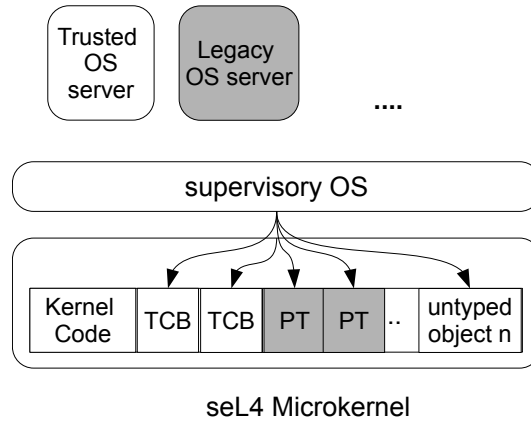 Trusted
OS
server
Legacy
OS server
....
supervisory OS
Kernel
Code
TCB
TCB
PT
PT
..
untyped
object n
seL4 Microkernel